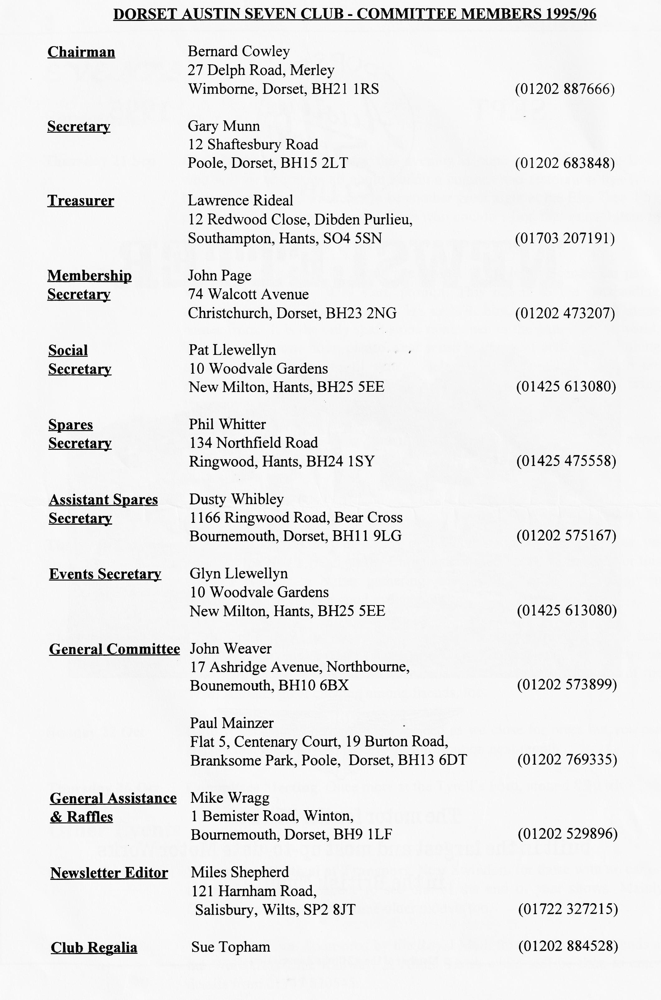 DORSET AUSTIN SEVEN CLUB - COMMITTEE MEMBERS 1995/96
Chairman Bernard Cowley
27 Delph Road, Merley
Wimborne, Dorset, BH21 1RS (01202 887666)
Secretary Gary Munn
12 Shaftesbury Road
Poole, Dorset, BH15 2LT (01202 683848)
Treasurer Lawrence Rideal
12 Redwood Close, Dibden Purlieu,
Southampton, Hants, SO4 5SN (01703 207191)
Membership John Page
Secretary 74 Walcott Avenue
Christchurch, Dorset, BH23 2NG (01202 473207)
Social Pat Llewellyn
Secretary 10 Woodvale Gardens
New Milton, Hants, BH25 5EE (01425 613080)
Spares Phil Whitter
Secretary 134 Northfield Road
Ringwood, Hants, BH24 1SY (01425 475558)
Assistant Spares Dusty Whibley
Secretary 1166 Ringwood Road, Bear Cross
Bournemouth, Dorset, BH11 9LG (01202 575167)
Events Secretary Glyn Llewellyn
10 Woodvale Gardens
New Milton, Hants, BH25 5EE (01425 613080)
General Committee John Weaver
17 Ashridge Avenue, Northbourne,
Bounemouth, BH10 6BX (01202 573899)
Paul Mainzer
Flat 5, Centenary Court, 19 Burton Road,
Branksome Park, Poole, Dorset, BH13 6DT (01202 769335)
General Assistance Mike Wragg
& Raffles 1 Bemister Road, Winton,
Bournemouth, Dorset, BH9 1LF (01202 529896)
Newsletter Editor Miles Shepherd
121 Harnham Road,
Salisbury, Wilts, SP2 8JT (01722 327215)
Club Regalia Sue Topham (01202 884528)